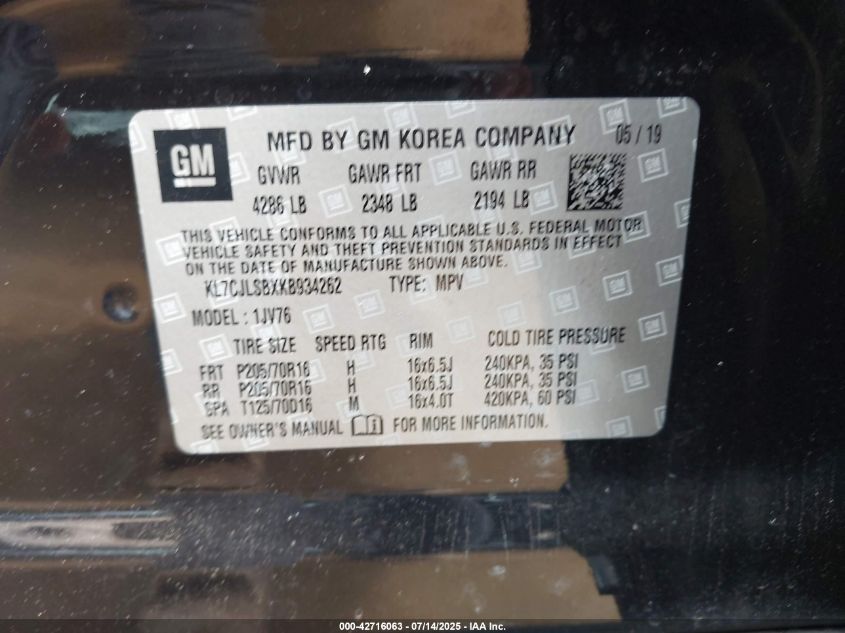 GM MFD BY GM KOREA COMPANY 05 / 19
GVWR GAWR FRT GAWR RR
4286 LB 2348 LB 2194 LB
THIS VEHICLE CONFORMS TO ALL APPLICABLE U.S. FEDERAL MOTOR
VEHICLE SAFETY AND THEFT PREVENTION STANDARDS IN EFFECT
ON THE DATE OF MANUFACTURE SHOWN ABOVE.
KL7CJLSBXKB934262 TYPE: MPV
MODEL : 1JV76
TIRE SIZE SPEED RTG RIM COLD TIRE PRESSURE
FRT P205/70R16 H 16x6.5J 240KPA, 35 PSI
RR P205/70R16 H 16x6.5J 240KPA, 35 PSI
SPA T125/70D16 M 16x4.0T 420KPA, 60 PSI
SEE OWNER'S MANUAL FOR MORE INFORMATION.
000-42716063 - 07/14/2025 - IAA Inc.